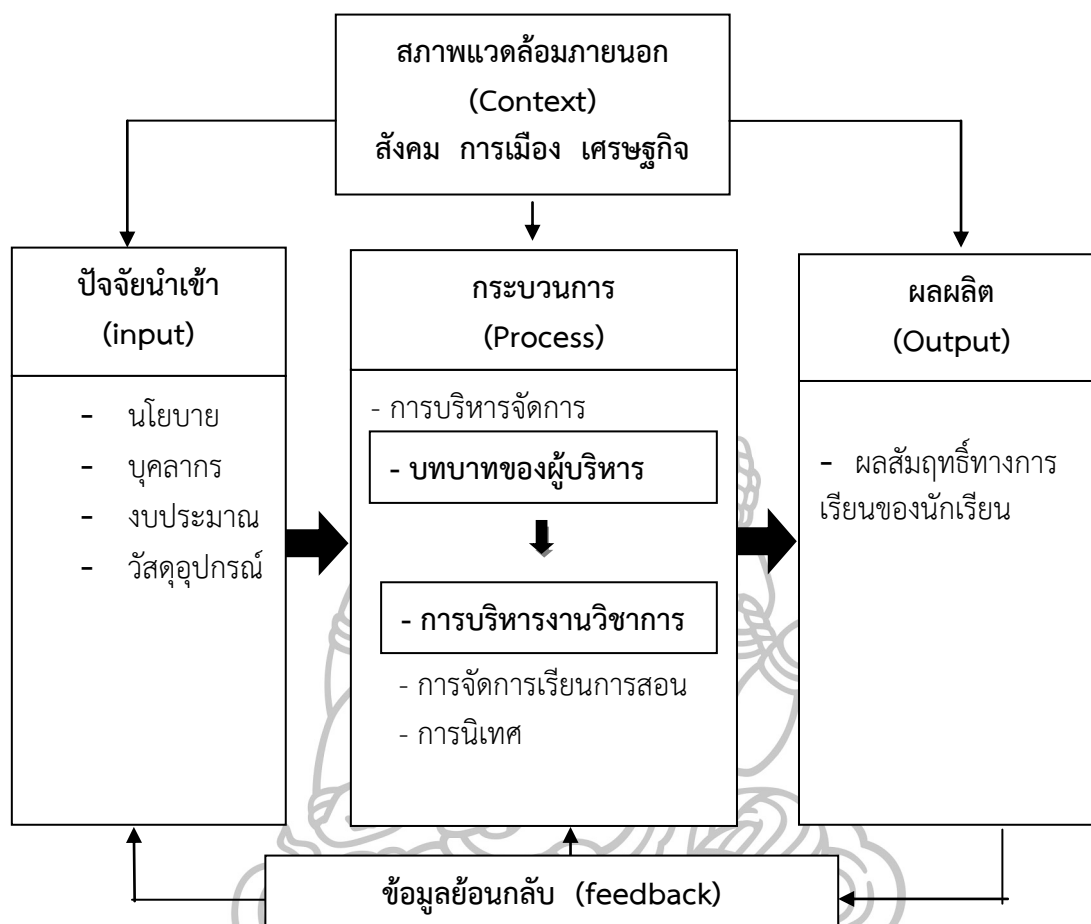 สภาพแวดล้อมภายนอก
(Context)
สังคม การเมือง เศรษฐกิจ
ปัจจัยนำเข้า
(input)
- นโยบาย
- บุคลากร
- งบประมาณ
- วัสดุอุปกรณ์
กระบวนการ
(Process)
- การบริหารจัดการ
- บทบาทของผู้บริหาร
- การบริหารงานวิชาการ
- การจัดการเรียนการสอน
- การนิเทศ
ผลผลิต
(Output)
- ผลสัมฤทธิ์ทางการ
เรียนของนักเรียน
ข้อมูลย้อนกลับ (feedback)